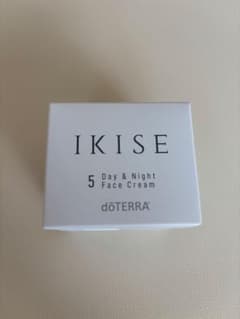 IKISE
5 Day & Night
Face Cream
dōTERRA®